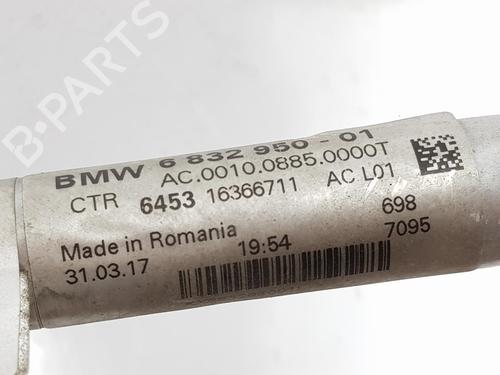 B-PARTS
BMW 6 832 950 - 01
AC.0010.0885.0000T
CTR 6453 16366711 AC L01
698
Made in Romania 19:54 7095
31.03.17